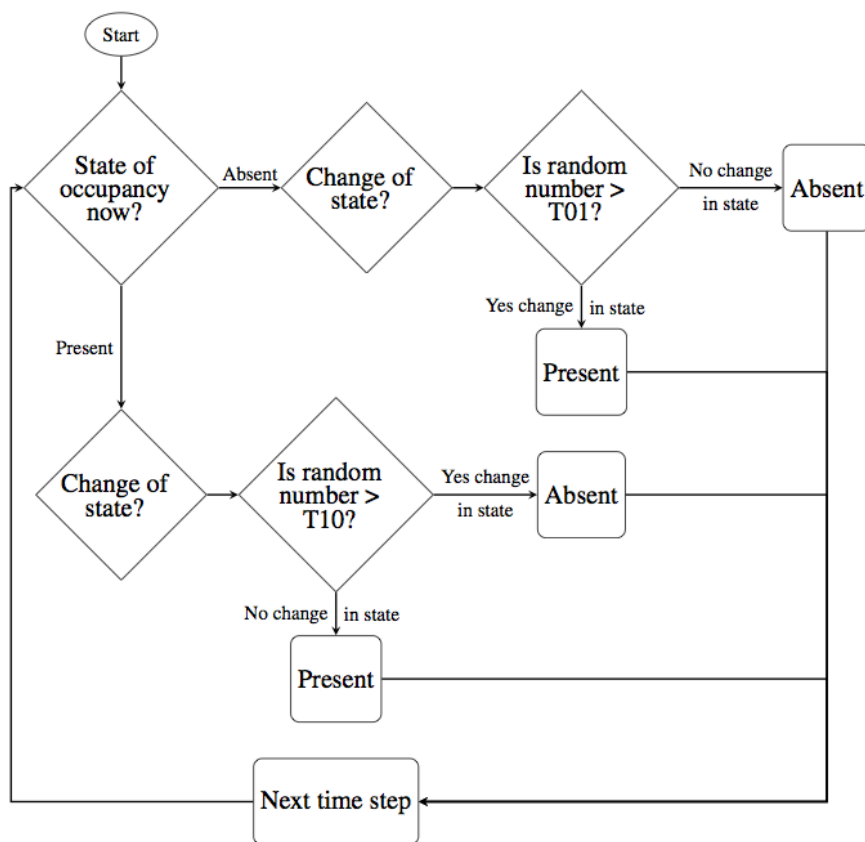 Start
State of
occupancy
now?
Absent
Change of
state?
Is random
number >
T01?
No change
in state
Absent
Yes change in state
Present
Present
Change of
state?
Is random
number >
T10?
Yes change
in state
Absent
No change in state
Present
Next time step